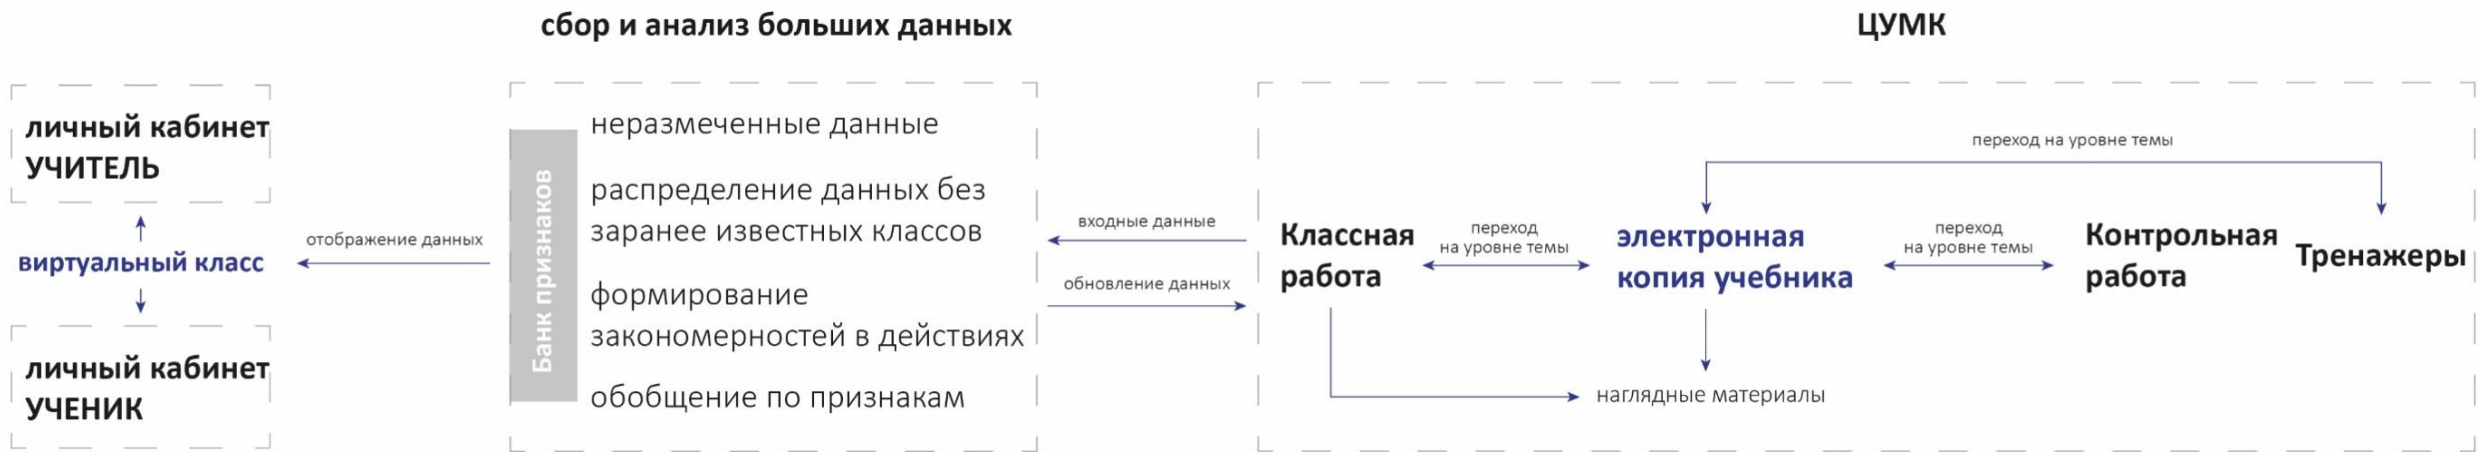 сбор и анализ больших данных
ЦУМК
личный кабинет
УЧИТЕЛЬ
виртуальный класс
личный кабинет
УЧЕНИК
отображение данных
Банк признаков
неразмеченные данные
распределение данных без
заранее известных классов
формирование
закономерностей в действиях
обобщение по признакам
входные данные
обновление данных
переход на уровне темы
Классная
работа
переход
на уровне темы
электронная
копия учебника
переход
на уровне темы
Контрольная
работа
Тренажеры
наглядные материалы